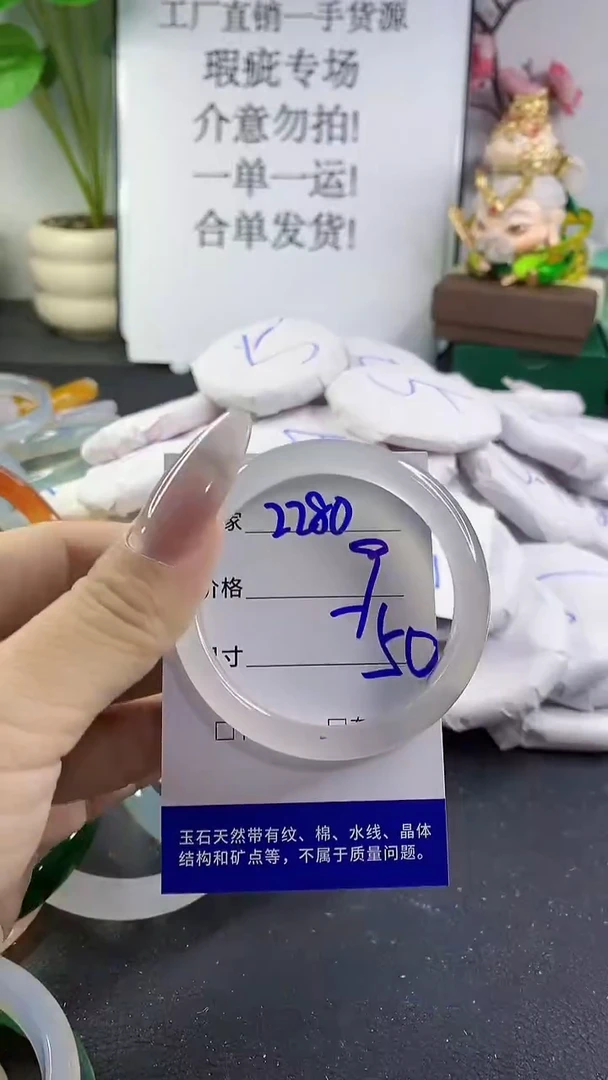 工厂直销一手货源
瑕疵专场
介意勿拍!
一单一运!
合单发货!
家 2280
价格
寸 50
玉石天然带有纹、棉、水线、晶体
结构和矿点等，不属于质量问题。